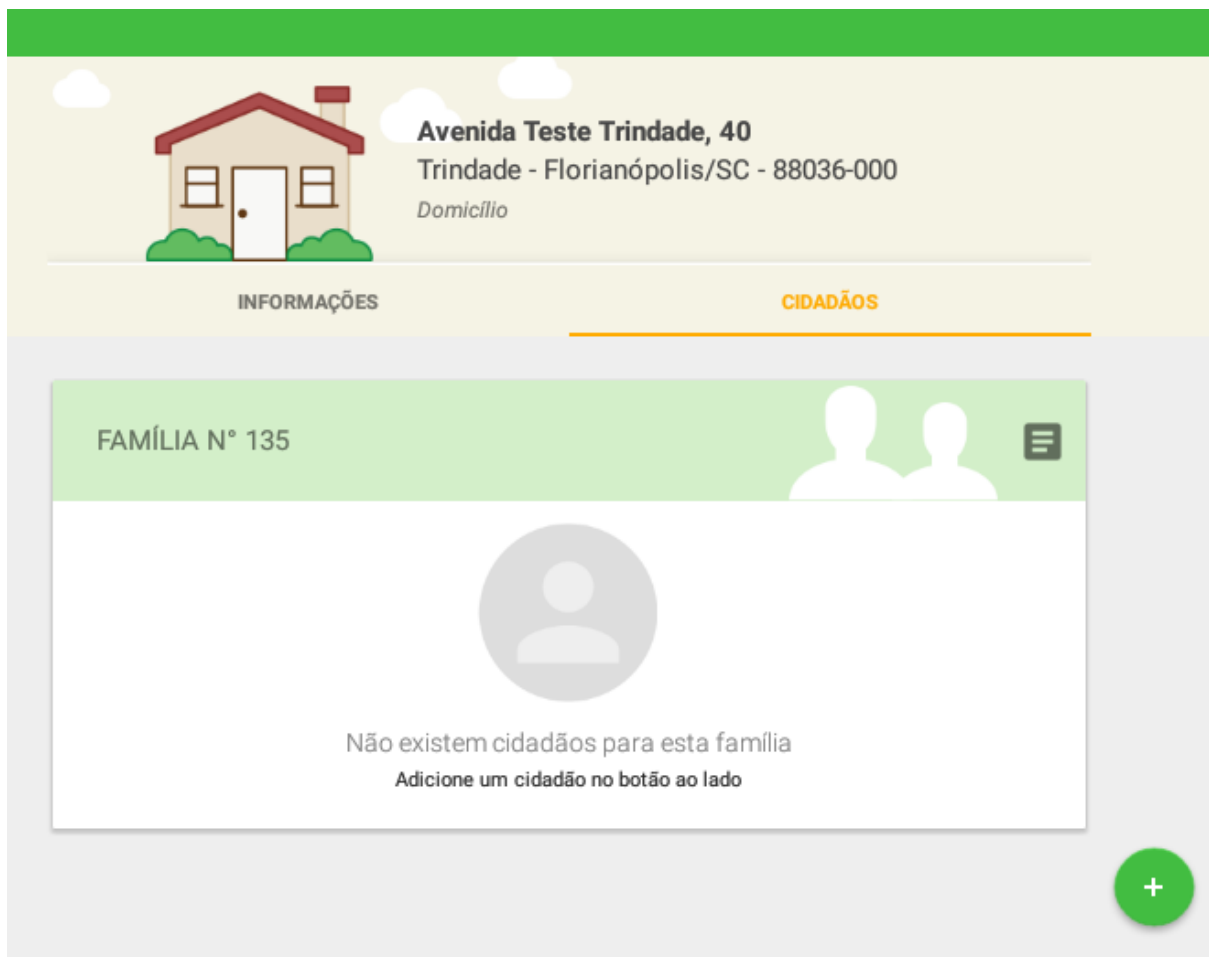 Avenida Teste Trindade, 40
Trindade - Florianópolis/SC - 88036-000
Domicílio
INFORMAÇÕES
CIDADÃOS
FAMÍLIA N° 135
Não existem cidadãos para esta família
Adicione um cidadão no botão ao lado
+